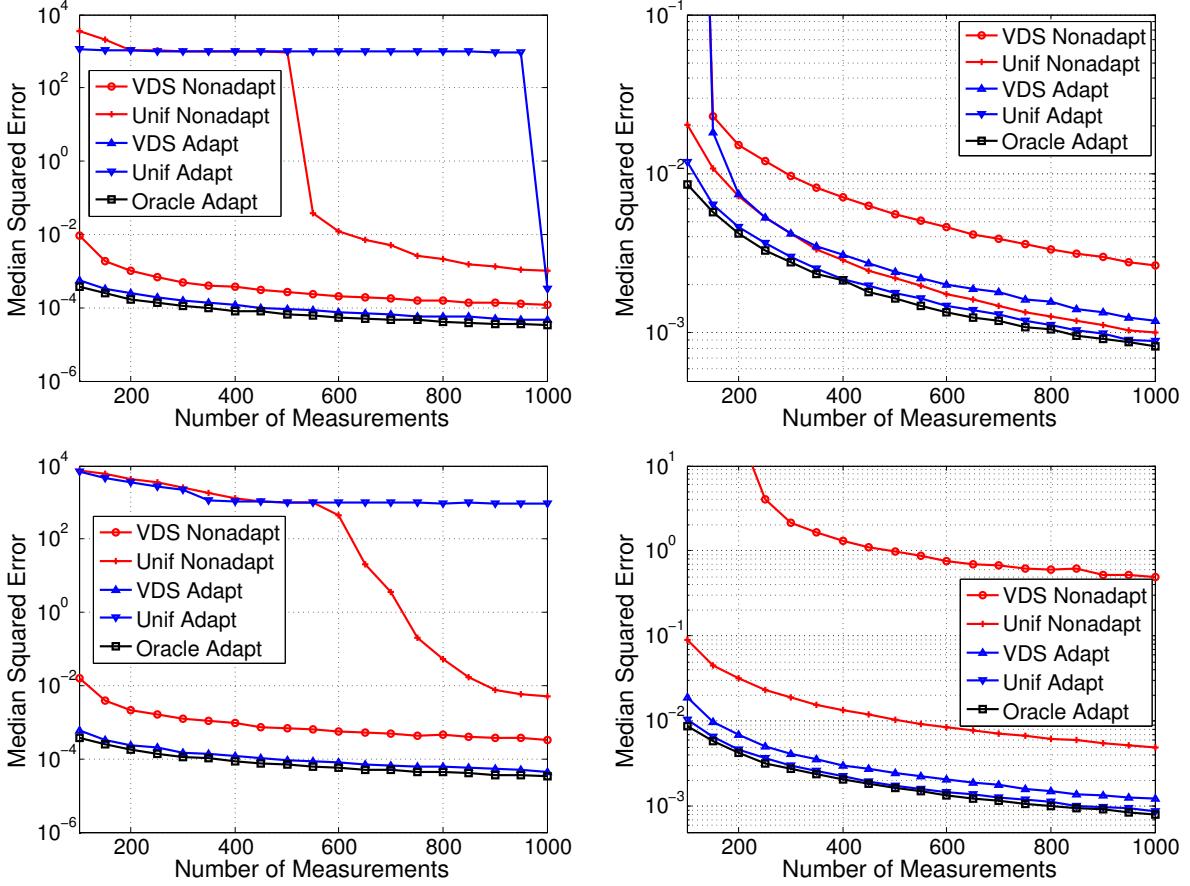 10^4
10^2
10^0
10^-2
10^-4
10^-6
Median Squared Error
VDS Nonadapt
Unif Nonadapt
VDS Adapt
Unif Adapt
Oracle Adapt
200 400 600 800 1000
Number of Measurements
10^-1
10^-2
10^-3
Median Squared Error
VDS Nonadapt
Unif Nonadapt
VDS Adapt
Unif Adapt
Oracle Adapt
200 400 600 800 1000
Number of Measurements
10^4
10^2
10^0
10^-2
10^-4
10^-6
Median Squared Error
VDS Nonadapt
Unif Nonadapt
VDS Adapt
Unif Adapt
Oracle Adapt
200 400 600 800 1000
Number of Measurements
10^1
10^0
10^-1
10^-2
10^-3
Median Squared Error
VDS Nonadapt
Unif Nonadapt
VDS Adapt
Unif Adapt
Oracle Adapt
200 400 600 800 1000
Number of Measurements